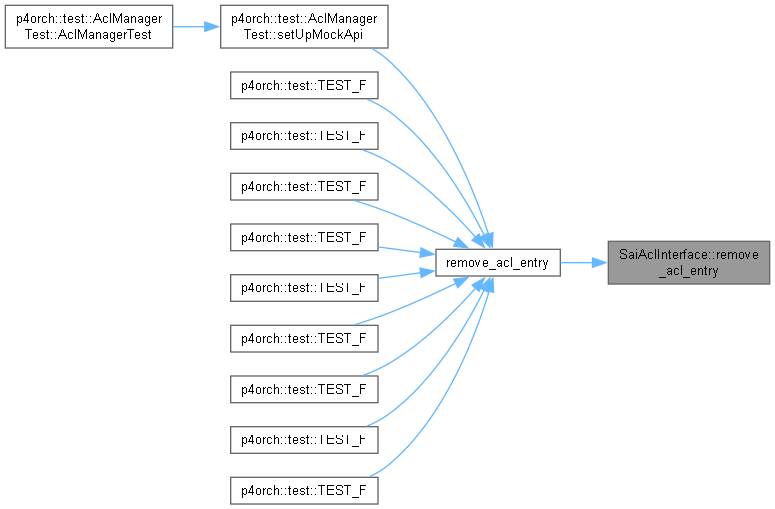 p4orch::test::AclManager
Test::AclManagerTest
p4orch::test::AclManager
Test::setUpMockApi
p4orch::test::TEST_F
p4orch::test::TEST_F
p4orch::test::TEST_F
p4orch::test::TEST_F
p4orch::test::TEST_F
p4orch::test::TEST_F
p4orch::test::TEST_F
p4orch::test::TEST_F
p4orch::test::TEST_F
remove_acl_entry
SaiAclInterface::remove
_acl_entry